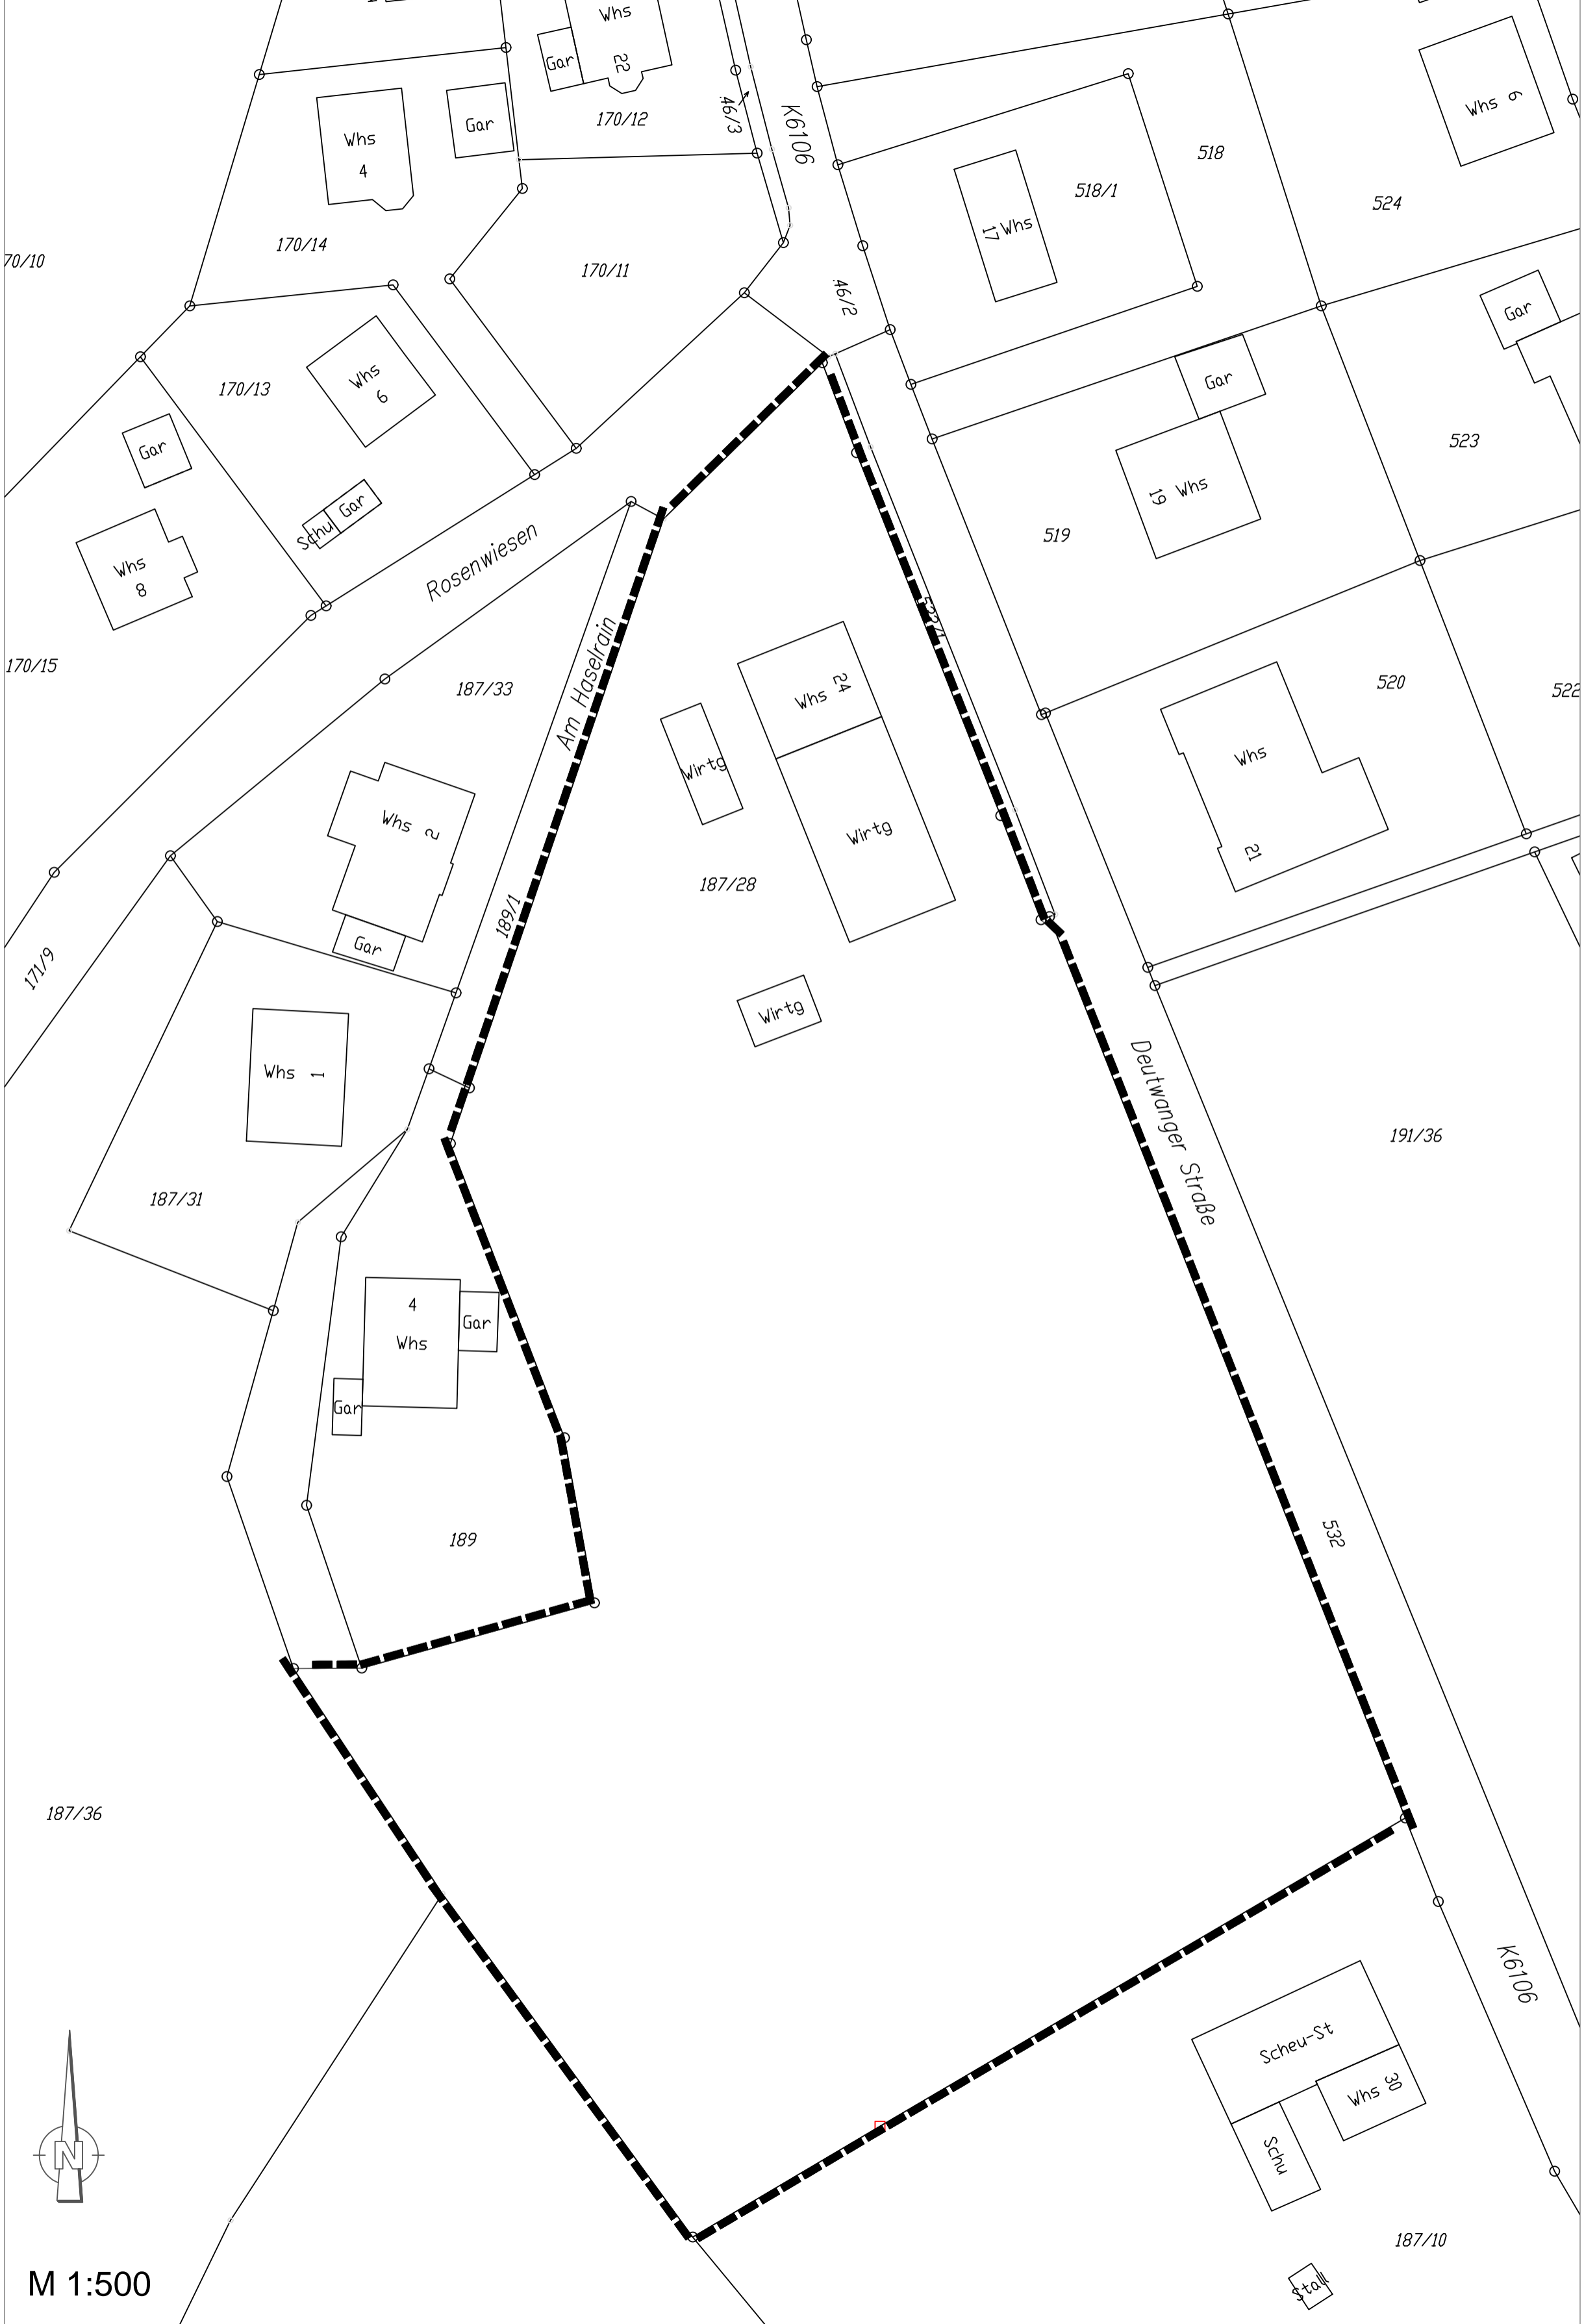 Whs
22
Gar
170/12
46/3
K6106
Whs
4
Gar
170/14
70/10
170/11
518
518/1
17 Whs
Whs 9
524
46/2
Gar
170/13
Whs
6
Gar
Gar
Schu
Whs
8
170/15
Rosenwiesen
Gar
19 Whs
519
523
532/1
520
522
Whs
21
Am Haselrain
187/33
Whs 24
Wirtg
Wirtg
187/28
Wirtg
Whs 2
Gar
189/1
171/9
Whs 1
187/31
Deutwanger Straße
191/36
4
Whs
Gar
Gar
189
532
187/36
K6106
Scheu-St
Whs 30
Schu
187/10
Stall
N
M 1:500